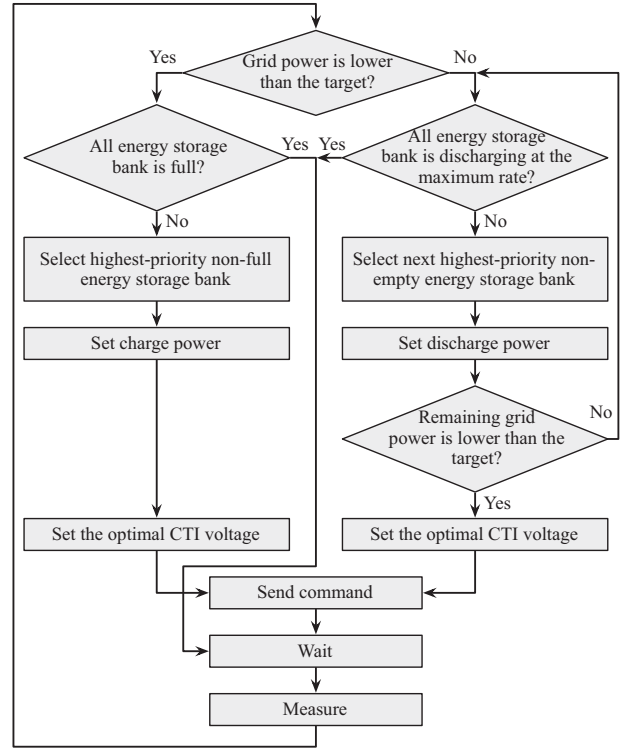 Grid power is lower
than the target?
Yes
No
All energy storage
bank is full?
Yes
Yes
All energy storage
bank is discharging at the
maximum rate?
No
No
Select highest-priority non-full
energy storage bank
Select next highest-priority non-
empty energy storage bank
Set charge power
Set discharge power
Remaining grid
power is lower than the
target?
No
Yes
Set the optimal CTI voltage
Set the optimal CTI voltage
Send command
Wait
Measure